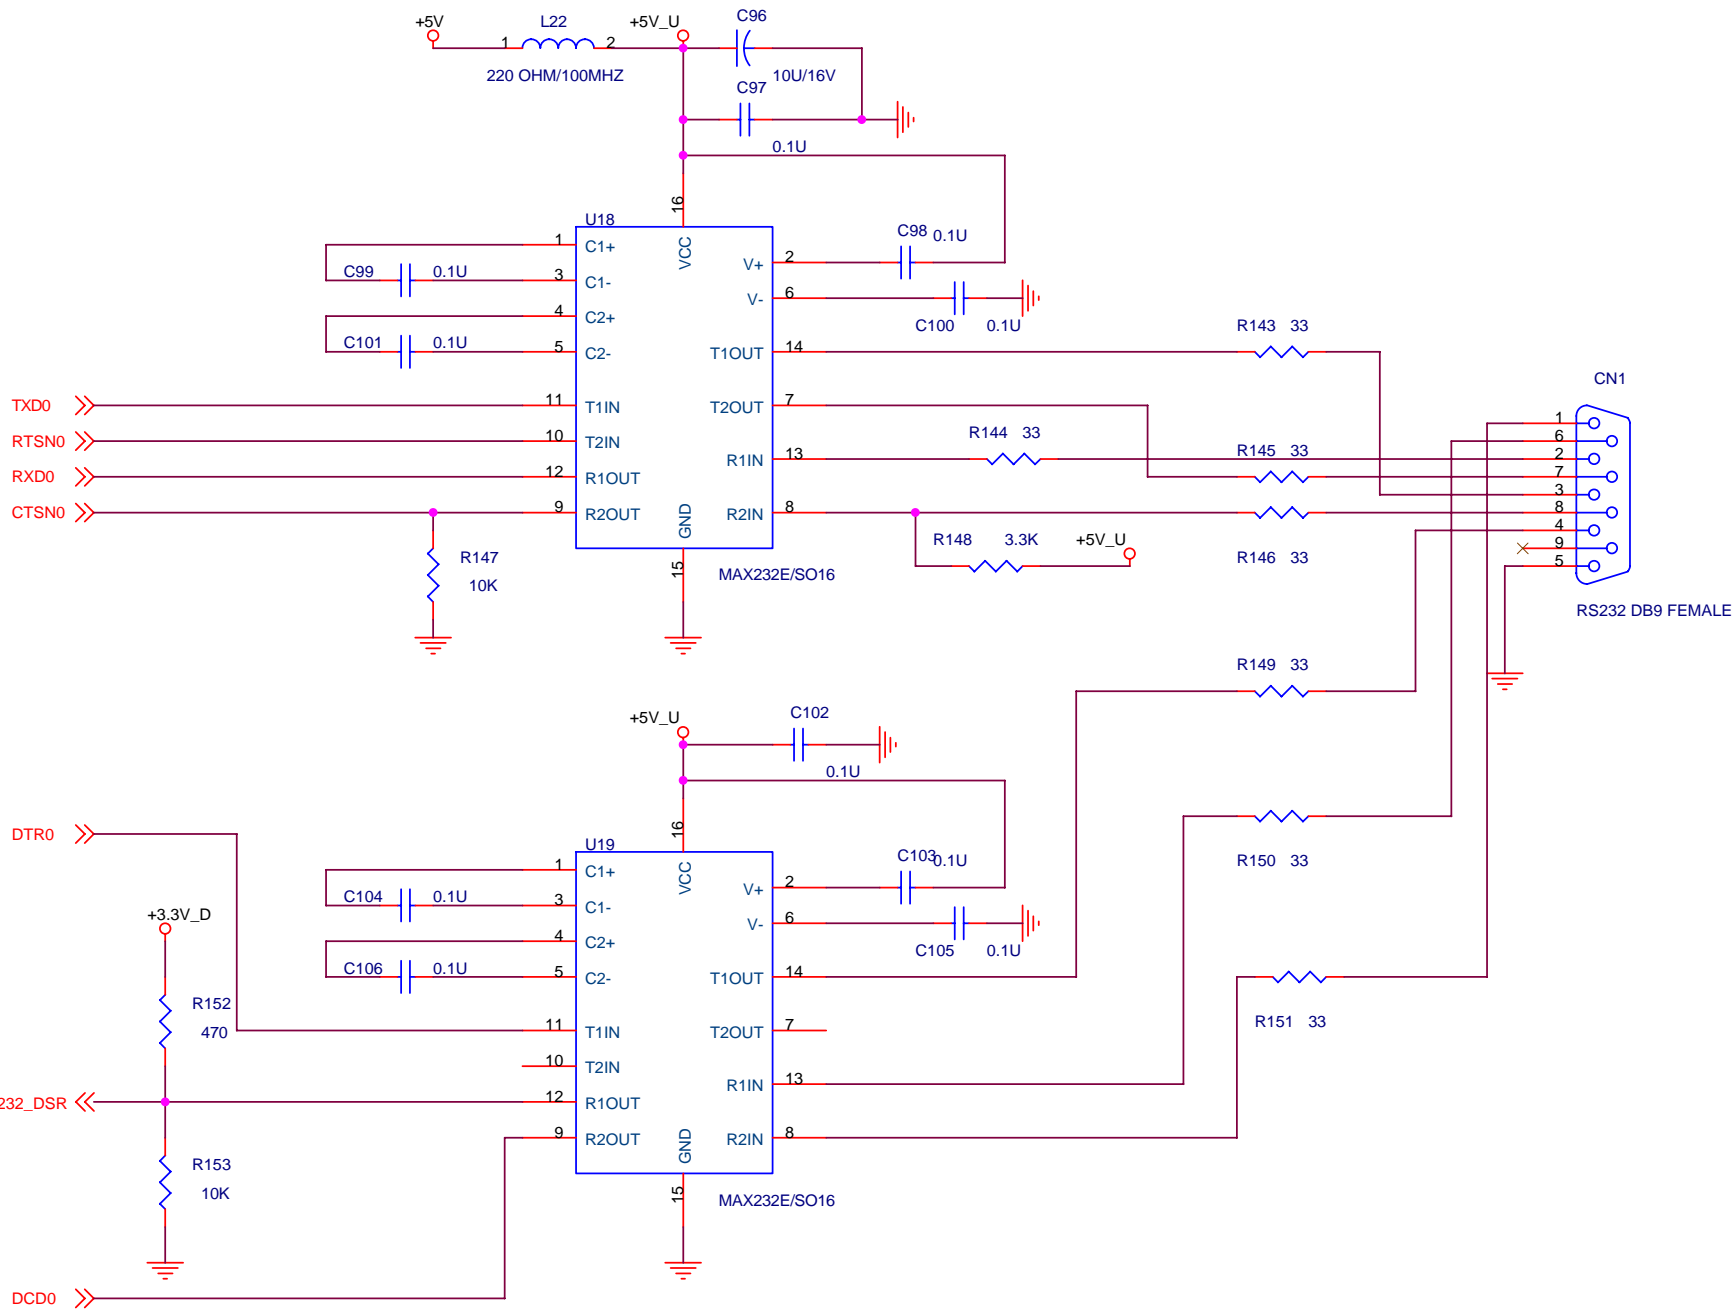 +5V
L22
+5V_U
C96
1
2
220 OHM/100MHZ
10U/16V
C97
0.1U
16
U18
VCC
1 C1+
C99 0.1U
3 C1-
4 C2+
C101 0.1U
5 C2-
C98 0.1U
V+ 2
V- 6
C100 0.1U
T1OUT 14
R143 33
CN1
TXD0
11 T1IN
T2OUT 7
RTSN0
10 T2IN
R144 33
RXD0
12 R1OUT
R1IN 13
R145 33
CTSN0
9 R2OUT
GND
R2IN 8
R147
10K
15
MAX232E/SO16
R148 3.3K
+5V_U
R146 33
1
6
2
7
3
8
4
9
5
RS232 DB9 FEMALE
R149 33
+5V_U
C102
0.1U
DTR0
16
U19
VCC
1 C1+
C104 0.1U
3 C1-
4 C2+
C106 0.1U
5 C2-
C103 0.1U
V+ 2
V- 6
C105 0.1U
R150 33
+3.3V_D
R152
470
T1OUT 14
11 T1IN
T2OUT 7
R151 33
10 T2IN
R1IN 13
232_DSR
12 R1OUT
9 R2OUT
GND
R2IN 8
R153
10K
15
MAX232E/SO16
DCD0